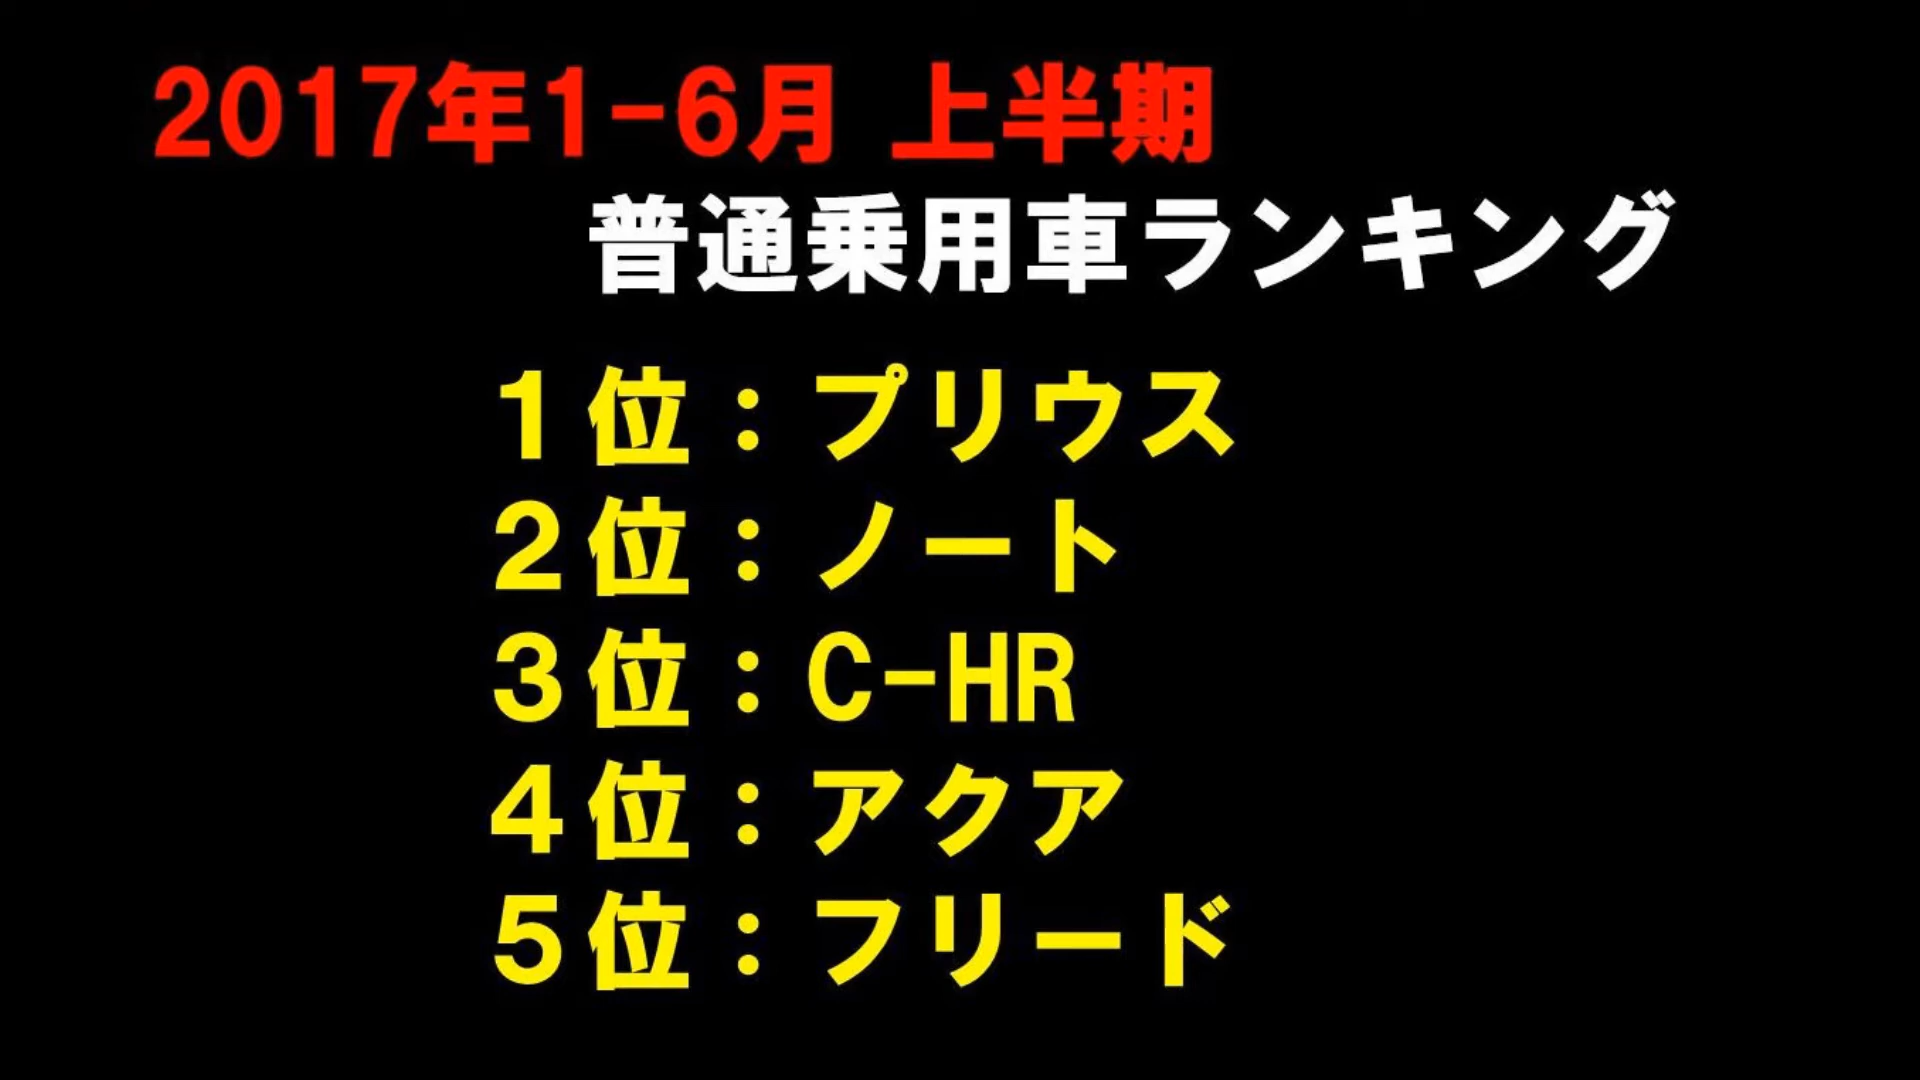 2017年1-6月 上半期
普通乗用車ランキング
１位：プリウス
２位：ノート
３位：C-HR
４位：アクア
５位：フリード